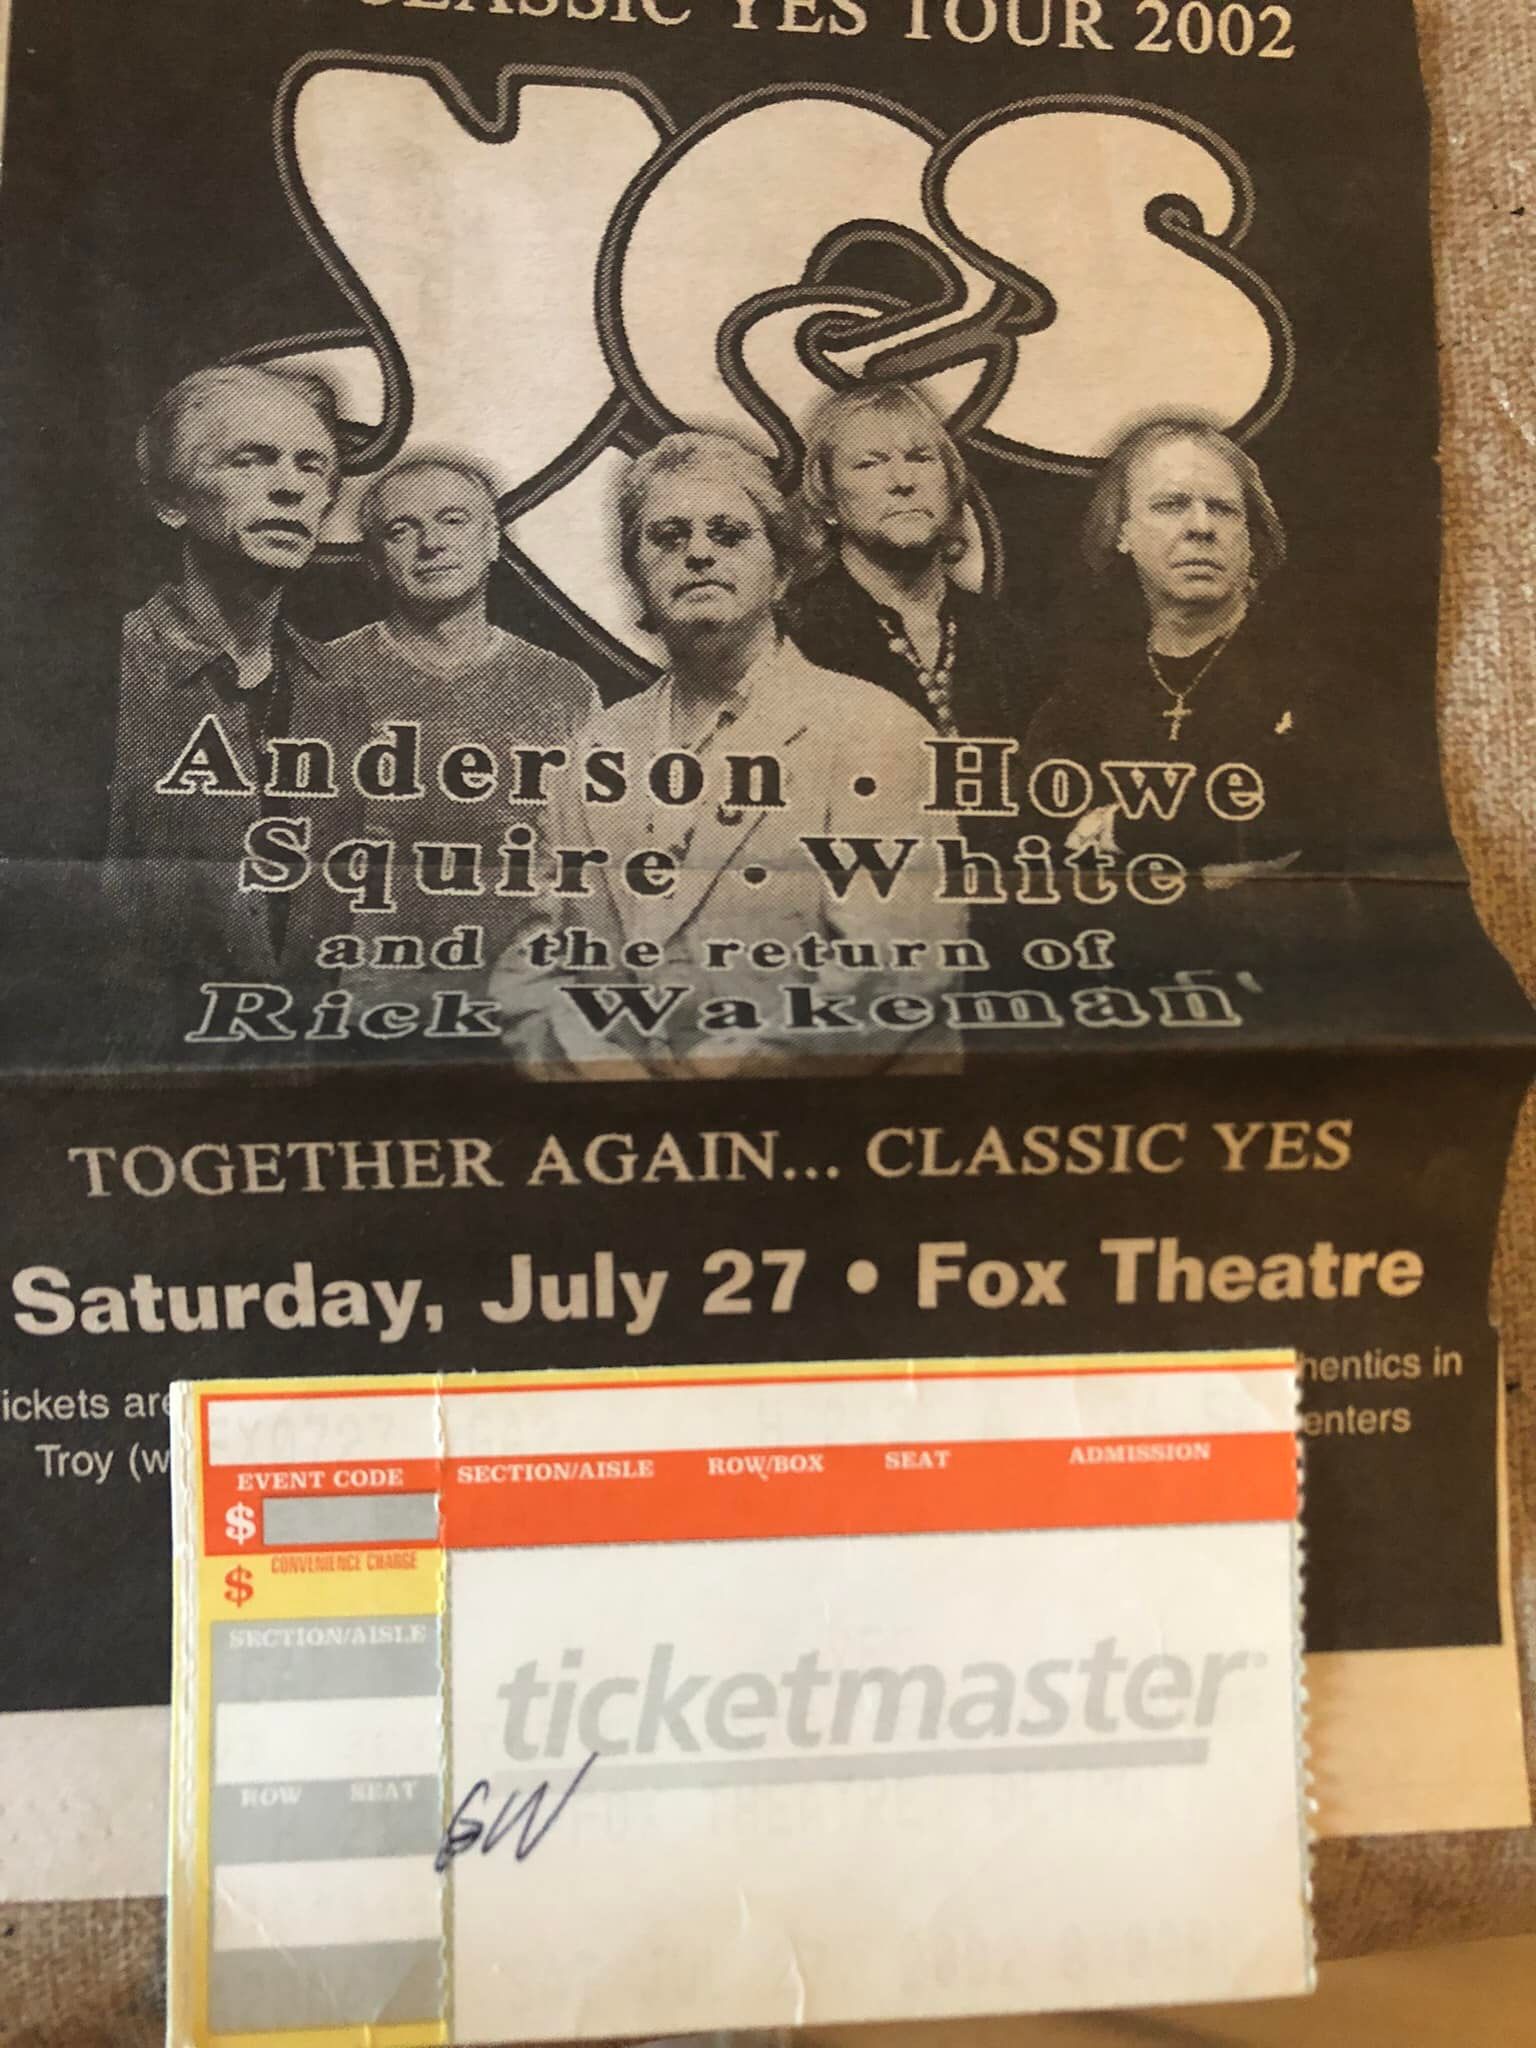 CLASSIC YES TOUR 2002
YES
Anderson • Howe
Squire • White
and the return of
Rick Wakeman
TOGETHER AGAIN... CLASSIC YES
Saturday, July 27 • Fox Theatre
ickets are
hentics in
Troy (w
enters
EVENT CODE
SECTION/AISLE ROW/BOX SEAT ADMISSION
$
$ CONVENIENCE CHARGE
SECTION/AISLE
ticketmaster
ROW SEAT
GW